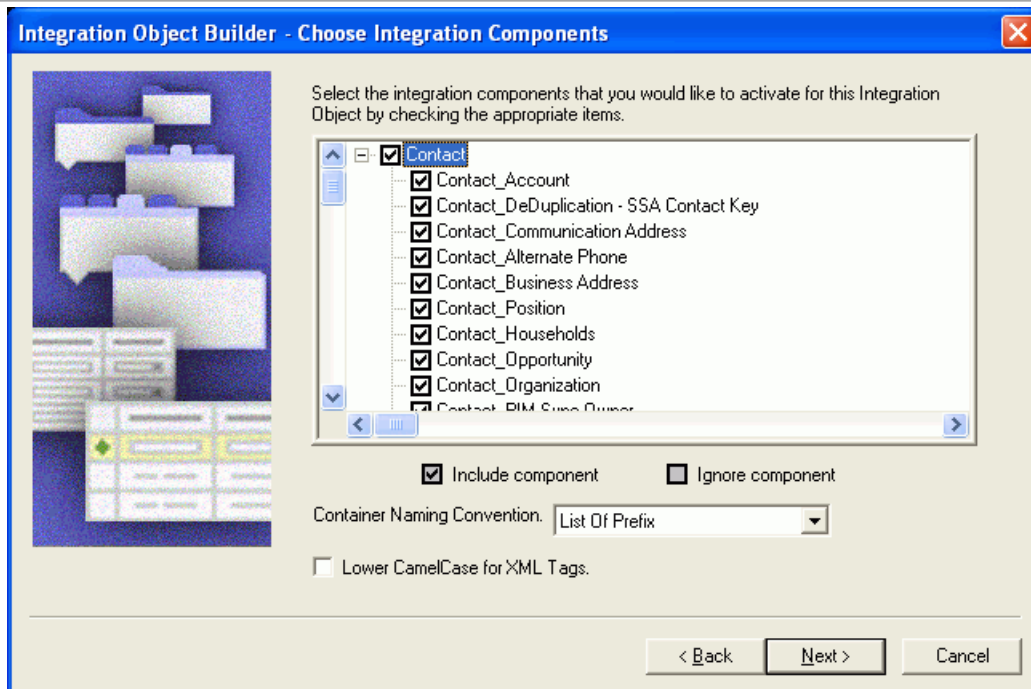 Integration Object Builder - Choose Integration Components
Select the integration components that you would like to activate for this Integration
Object by checking the appropriate items.
Contact
Contact_Account
Contact_DeDuplication - SSA Contact Key
Contact_Communication Address
Contact_Alternate Phone
Contact_Business Address
Contact_Position
Contact_Households
Contact_Opportunity
Contact_Organization
Contact_PIM Sync Owner
Include component Ignore component
Container Naming Convention. List Of Prefix
Lower CamelCase for XML Tags.
< Back Next > Cancel